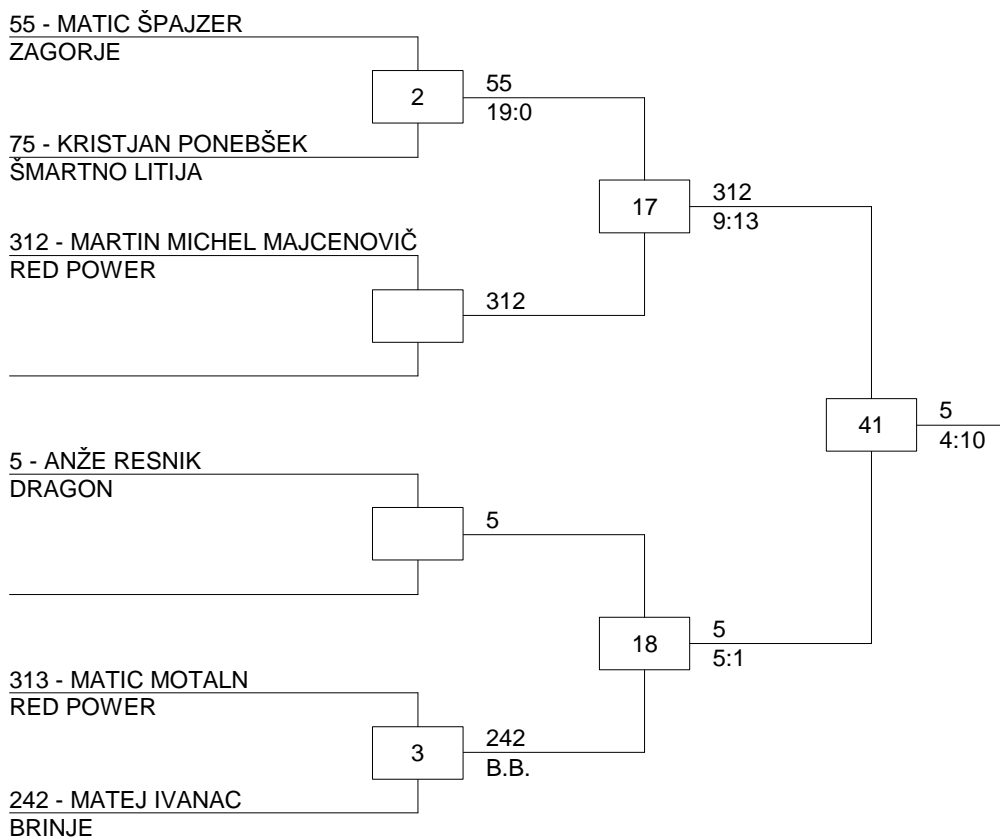 55 - MATIC ŠPAJZER
ZAGORJE
2
55
19:0
75 - KRISTJAN PONEBŠEK
ŠMARTNO LITIJA
17
312
9:13
312 - MARTIN MICHEL MAJCENOVIČ
RED POWER
312
41
5
4:10
5 - ANŽE RESNIK
DRAGON
5
18
5
5:1
313 - MATIC MOTALN
RED POWER
3
242
B.B.
242 - MATEJ IVANAC
BRINJE